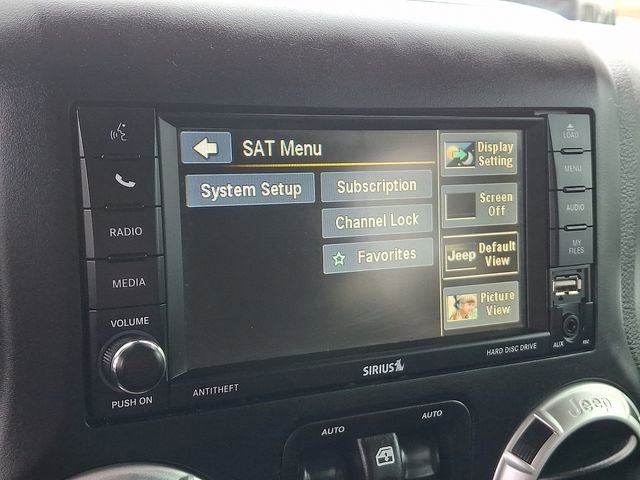 SAT Menu
System Setup
Subscription
Channel Lock
Favorites
Display
Setting
Screen
Off
Jeep
Default
View
Picture
View
RADIO
MEDIA
VOLUME
PUSH ON
LOAD
MENU
AUDIO
MY
FILES
AUX
ANTITHEFT
SIRIUS
HARD DISC DRIVE
AUTO
AUTO
Jeep